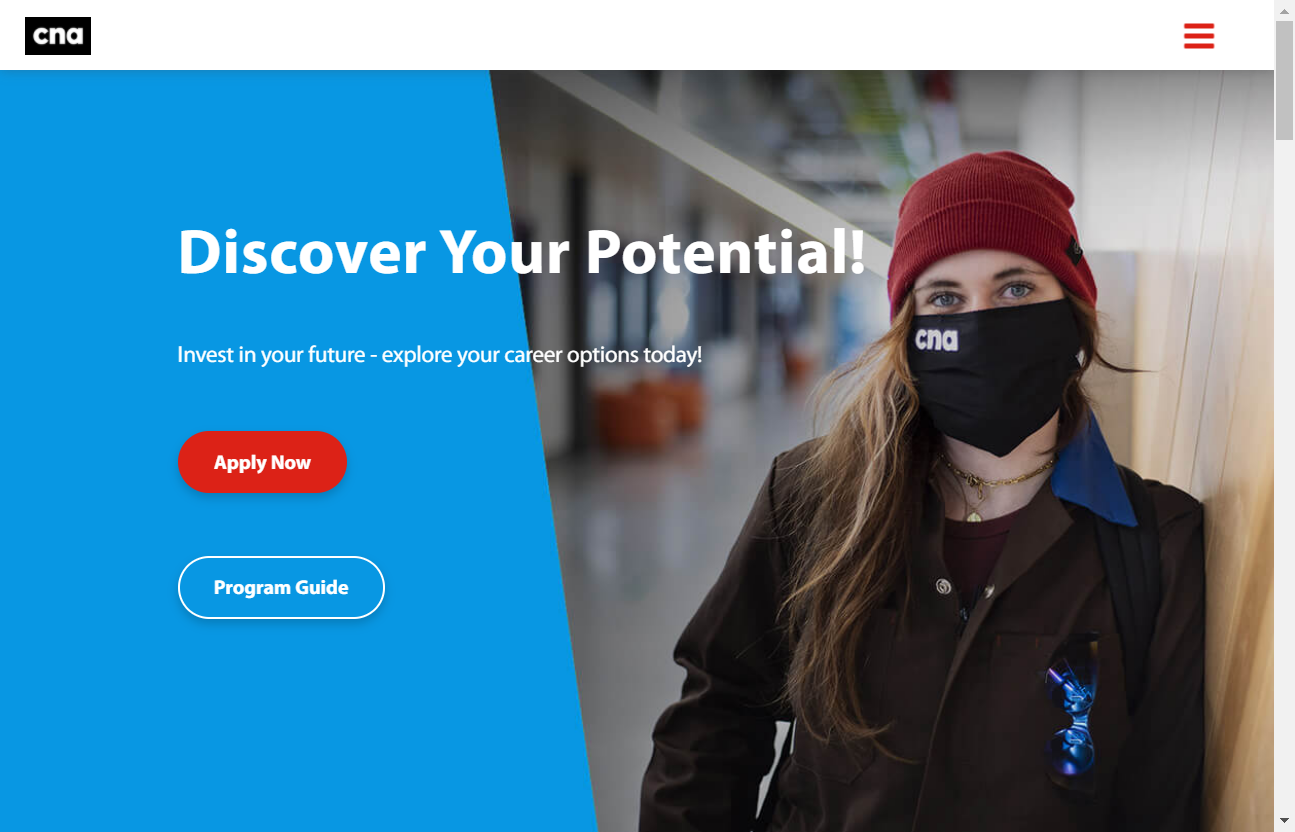 cna
Discover Your Potential!
cna
Invest in your future - explore your career options today!
Apply Now
Program Guide